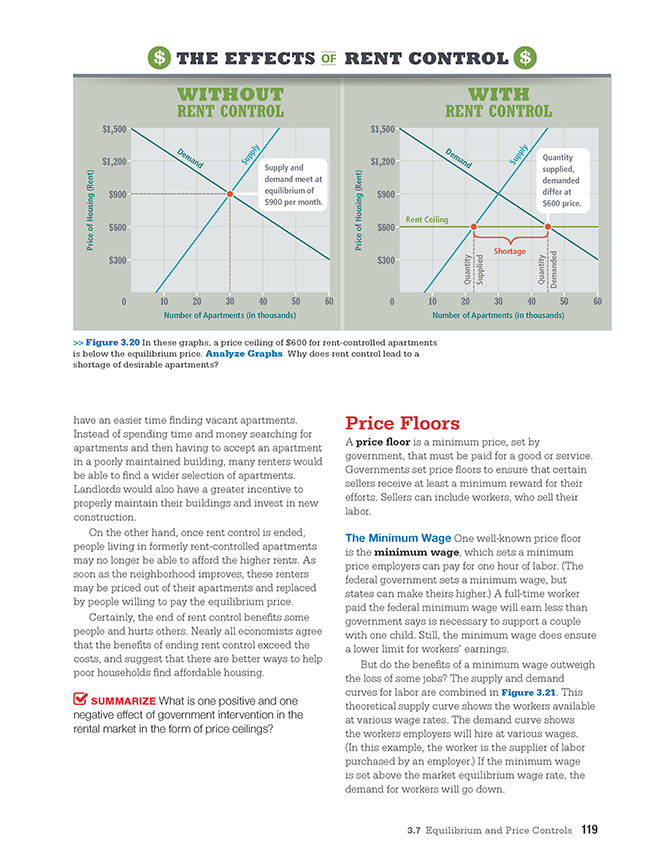 $ THE EFFECTS OF RENT CONTROL $
WITHOUT
RENT CONTROL
$1,500
$1,200
$900
$600
$300
0
10
20
30
40
50
60
Price of Housing (Rent)
Number of Apartments (in thousands)
Demand
Supply
Supply and
demand meet at
equilibrium of
$900 per month.
WITH
RENT CONTROL
$1,500
$1,200
$900
$600
$300
0
10
20
30
40
50
60
Price of Housing (Rent)
Number of Apartments (in thousands)
Demand
Supply
Quantity
supplied,
demanded
differ at
$600 price.
Rent Ceiling
Shortage
Quantity
Supplied
Quantity
Demanded
>> Figure 3.20 In these graphs, a price ceiling of $600 for rent-controlled apartments
is below the equilibrium price. Analyze Graphs Why does rent control lead to a
shortage of desirable apartments?
have an easier time finding vacant apartments.
Instead of spending time and money searching for
apartments and then having to accept an apartment
in a poorly maintained building, many renters would
be able to find a wider selection of apartments.
Landlords would also have a greater incentive to
properly maintain their buildings and invest in new
construction.
On the other hand, once rent control is ended,
people living in formerly rent-controlled apartments
may no longer be able to afford the higher rents. As
soon as the neighborhood improves, these renters
may be priced out of their apartments and replaced
by people willing to pay the equilibrium price.
Certainly, the end of rent control benefits some
people and hurts others. Nearly all economists agree
that the benefits of ending rent control exceed the
costs, and suggest that there are better ways to help
poor households find affordable housing.
SUMMARIZE What is one positive and one
negative effect of government intervention in the
rental market in the form of price ceilings?
Price Floors
A price floor is a minimum price, set by
government, that must be paid for a good or service.
Governments set price floors to ensure that certain
sellers receive at least a minimum reward for their
efforts. Sellers can include workers, who sell their
labor.
The Minimum Wage One well-known price floor
is the minimum wage, which sets a minimum
price employers can pay for one hour of labor. (The
federal government sets a minimum wage, but
states can make theirs higher.) A full-time worker
paid the federal minimum wage will earn less than
government says is necessary to support a couple
with one child. Still, the minimum wage does ensure
a lower limit for workers' earnings.
But do the benefits of a minimum wage outweigh
the loss of some jobs? The supply and demand
curves for labor are combined in Figure 3.21. This
theoretical supply curve shows the workers available
at various wage rates. The demand curve shows
the workers employers will hire at various wages.
(In this example, the worker is the supplier of labor
purchased by an employer.) If the minimum wage
is set above the market equilibrium wage rate, the
demand for workers will go down.
3.7 Equilibrium and Price Controls 119